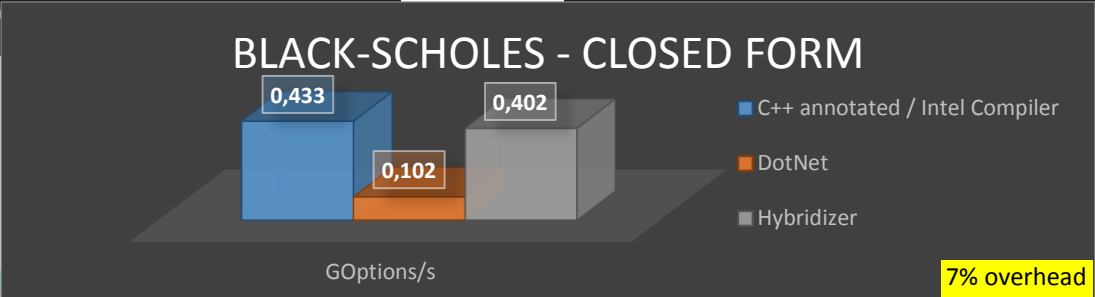 BLACK-SCHOLES - CLOSED FORM
0,433
0,102
0,402
C++ annotated / Intel Compiler
DotNet
Hybridizer
GOptions/s
7% overhead